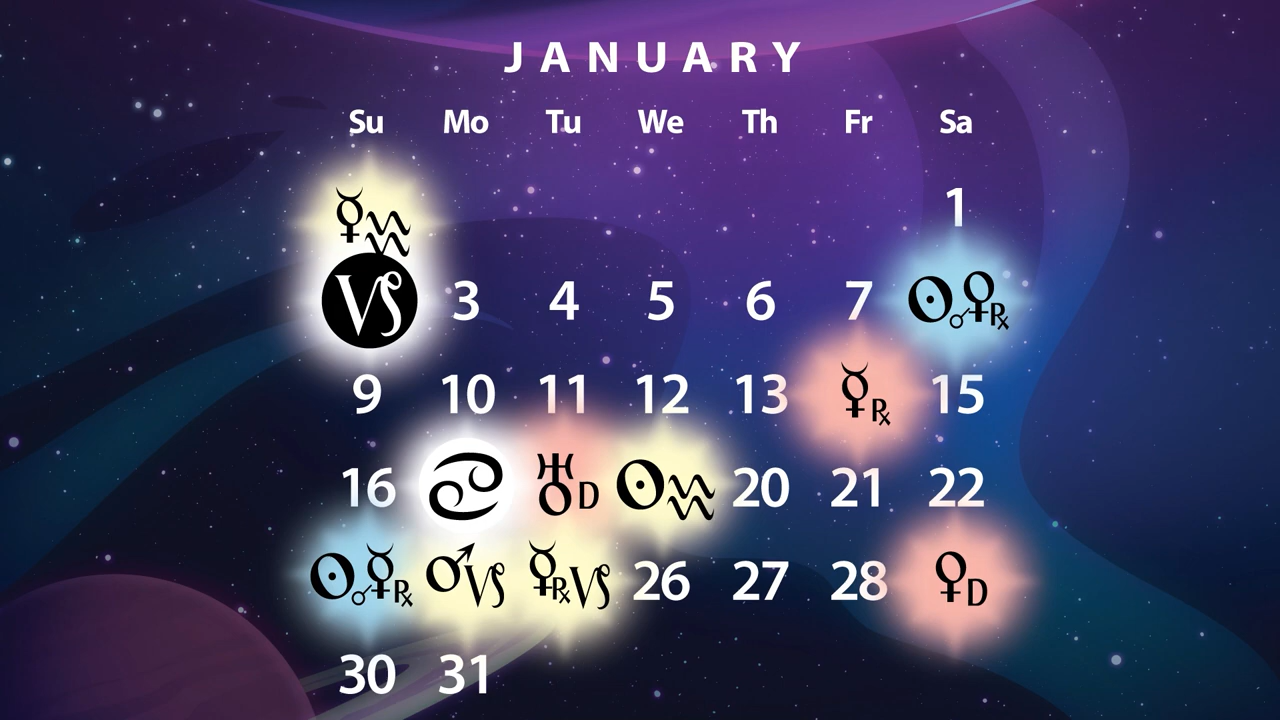 JANUARY
Su Mo Tu We Th Fr Sa
☿♒ 1
♑ 3 4 5 6 7 ☉☌♀℞
9 10 11 12 13 ☿℞ 15
16 ♋ ♅D ☉♒ 20 21 22
☉☌☿℞ ♂♑ ☿℞♑ 26 27 28 ♀D
30 31